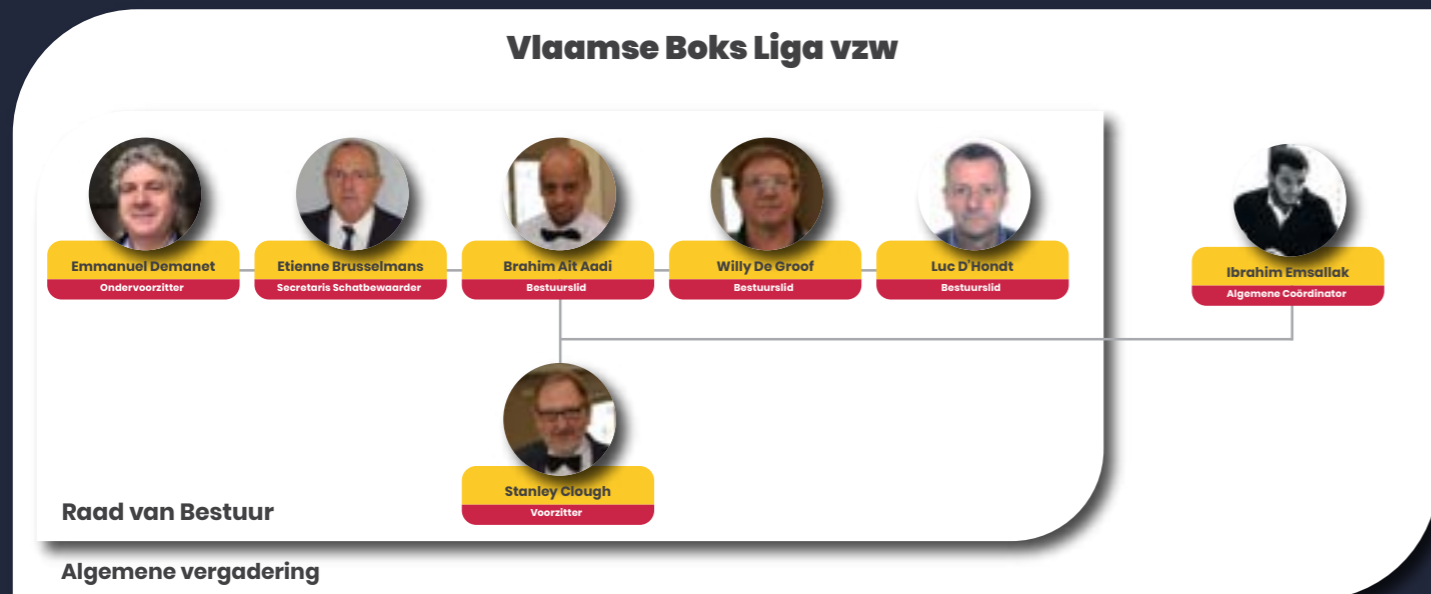 Vlaamse Boks Liga vzw
Emmanuel Demanet
Ondervoorzitter
Etienne Brusselmans
Secretaris Schatbewaarder
Brahim Ait Aadi
Bestuurslid
Willy De Groof
Bestuurslid
Luc D'Hondt
Bestuurslid
Ibrahim Emsallak
Algemene Coördinator
Stanley Clough
Voorzitter
Raad van Bestuur
Algemene vergadering